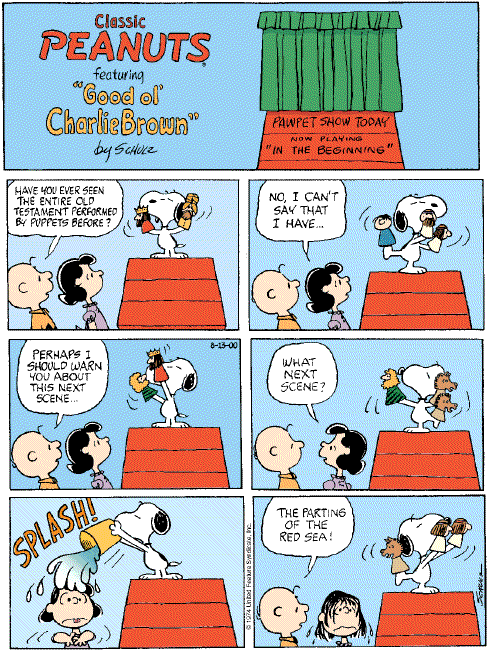 Classic
PEANUTS
featuring
"Good ol'
Charlie Brown"
by SCHULZ
PAWPET SHOW TODAY
NOW PLAYING
"IN THE BEGINNING"
HAVE YOU EVER SEEN
THE ENTIRE OLD
TESTAMENT PERFORMED
BY PUPPETS BEFORE?
NO, I CAN'T
SAY THAT
I HAVE...
8-13-00
PERHAPS I
SHOULD WARN
YOU ABOUT
THIS NEXT
SCENE...
WHAT
NEXT
SCENE?
SPLASH!
© 1974 United Feature Syndicate, Inc.
THE PARTING
OF THE
RED SEA!
SCHULZ